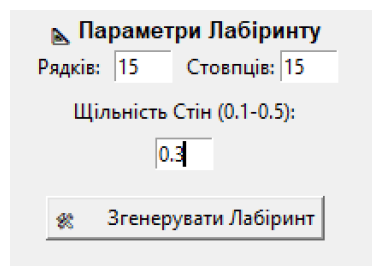 Параметри Лабіринту
Рядків: 15 Стовпців: 15
Щільність Стін (0.1-0.5):
0.3
Згенерувати Лабіринт